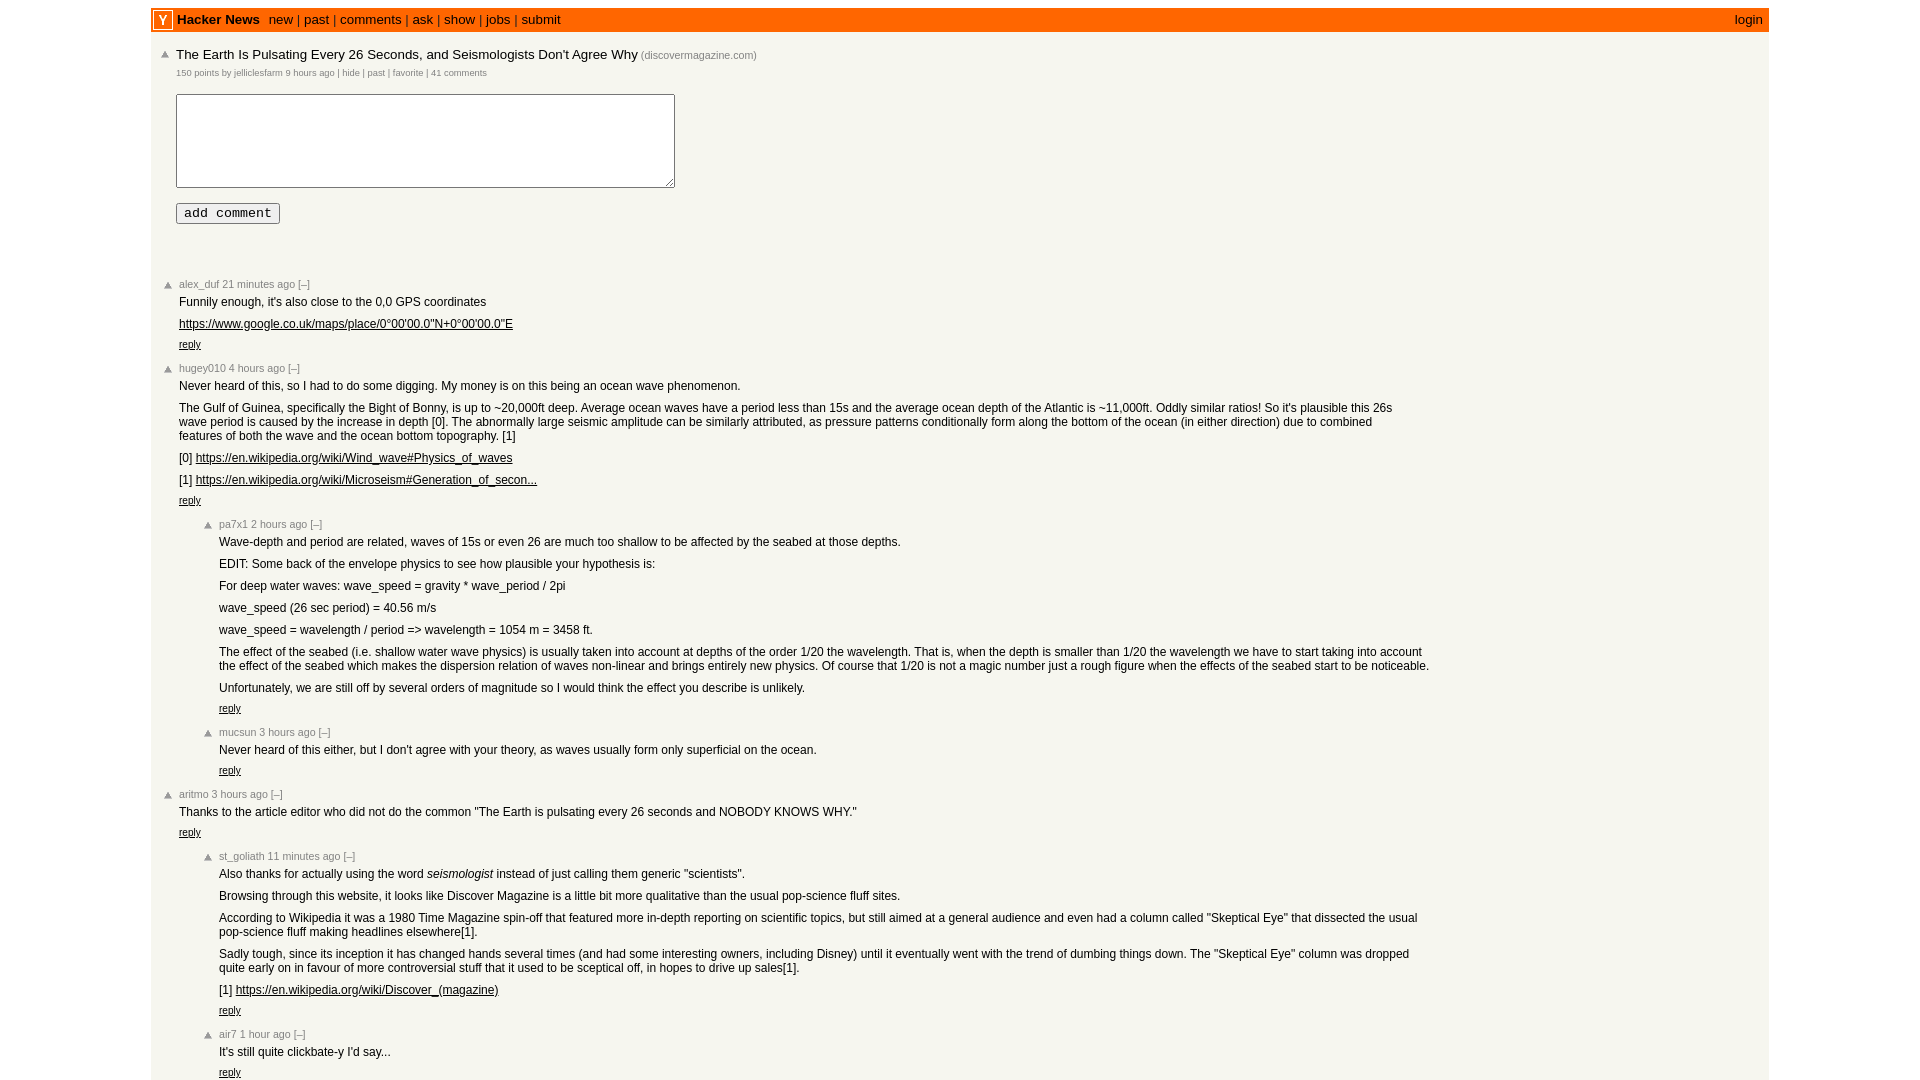 Y Hacker News new | past | comments | ask | show | jobs | submit login
The Earth Is Pulsating Every 26 Seconds, and Seismologists Don't Agree Why (discovermagazine.com)
150 points by jelliclesfarm 9 hours ago | hide | past | favorite | 41 comments
add comment
alex_duf 21 minutes ago [–]
Funnily enough, it's also close to the 0,0 GPS coordinates
https://www.google.co.uk/maps/place/0°00'00.0"N+0°00'00.0"E
reply
hugey010 4 hours ago [–]
Never heard of this, so I had to do some digging. My money is on this being an ocean wave phenomenon.
The Gulf of Guinea, specifically the Bight of Bonny, is up to ~20,000ft deep. Average ocean waves have a period less than 15s and the average ocean depth of the Atlantic is ~11,000ft. Oddly similar ratios! So it's plausible this 26s
wave period is caused by the increase in depth [0]. The abnormally large seismic amplitude can be similarly attributed, as pressure patterns conditionally form along the bottom of the ocean (in either direction) due to combined
features of both the wave and the ocean bottom topography. [1]
[0] https://en.wikipedia.org/wiki/Wind_wave#Physics_of_waves
[1] https://en.wikipedia.org/wiki/Microseism#Generation_of_secon...
reply
pa7x1 2 hours ago [–]
Wave-depth and period are related, waves of 15s or even 26 are much too shallow to be affected by the seabed at those depths.
EDIT: Some back of the envelope physics to see how plausible your hypothesis is:
For deep water waves: wave_speed = gravity * wave_period / 2pi
wave_speed (26 sec period) = 40.56 m/s
wave_speed = wavelength / period => wavelength = 1054 m = 3458 ft.
The effect of the seabed (i.e. shallow water wave physics) is usually taken into account at depths of the order 1/20 the wavelength. That is, when the depth is smaller than 1/20 the wavelength we have to start taking into account
the effect of the seabed which makes the dispersion relation of waves non-linear and brings entirely new physics. Of course that 1/20 is not a magic number just a rough figure when the effects of the seabed start to be noticeable.
Unfortunately, we are still off by several orders of magnitude so I would think the effect you describe is unlikely.
reply
mucsun 3 hours ago [–]
Never heard of this either, but I don't agree with your theory, as waves usually form only superficial on the ocean.
reply
aritmo 3 hours ago [–]
Thanks to the article editor who did not do the common "The Earth is pulsating every 26 seconds and NOBODY KNOWS WHY."
reply
st_goliath 11 minutes ago [–]
Also thanks for actually using the word seismologist instead of just calling them generic "scientists".
Browsing through this website, it looks like Discover Magazine is a little bit more qualitative than the usual pop-science fluff sites.
According to Wikipedia it was a 1980 Time Magazine spin-off that featured more in-depth reporting on scientific topics, but still aimed at a general audience and even had a column called "Skeptical Eye" that dissected the usual
pop-science fluff making headlines elsewhere[1].
Sadly tough, since its inception it has changed hands several times (and had some interesting owners, including Disney) until it eventually went with the trend of dumbing things down. The "Skeptical Eye" column was dropped
quite early on in favour of more controversial stuff that it used to be sceptical off, in hopes to drive up sales[1].
[1] https://en.wikipedia.org/wiki/Discover_(magazine)
reply
air7 1 hour ago [–]
It's still quite clickbate-y I'd say...
reply